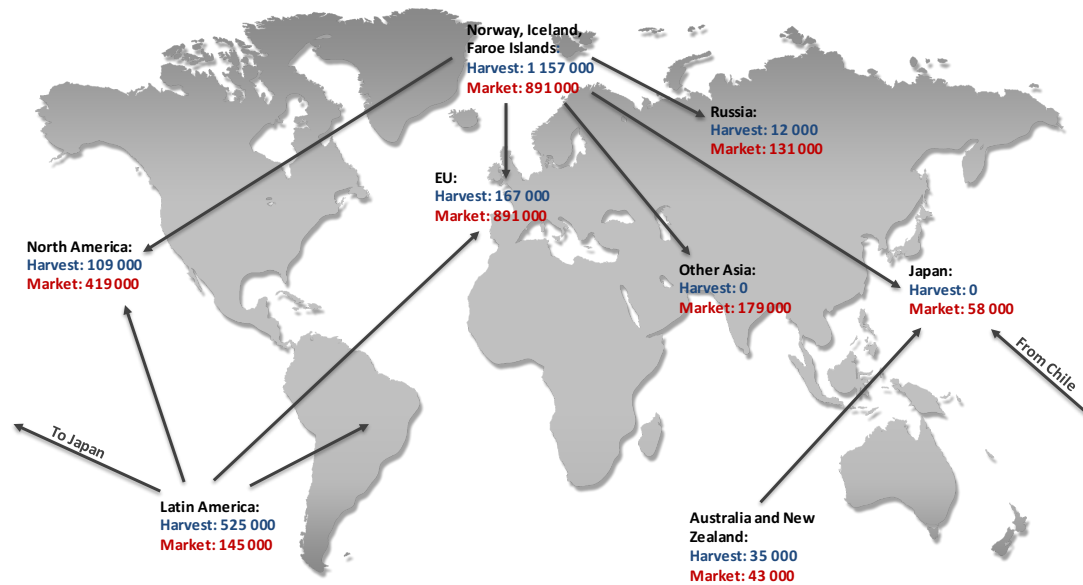 Norway, Iceland,
Faroe Islands:
Harvest: 1 157 000
Market: 891 000
Russia:
Harvest: 12 000
Market: 131 000
EU:
Harvest: 167 000
Market: 891 000
North America:
Harvest: 109 000
Market: 419 000
Other Asia:
Harvest: 0
Market: 179 000
Japan:
Harvest: 0
Market: 58 000
From Chile
To Japan
Latin America:
Harvest: 525 000
Market: 145 000
Australia and New
Zealand:
Harvest: 35 000
Market: 43 000